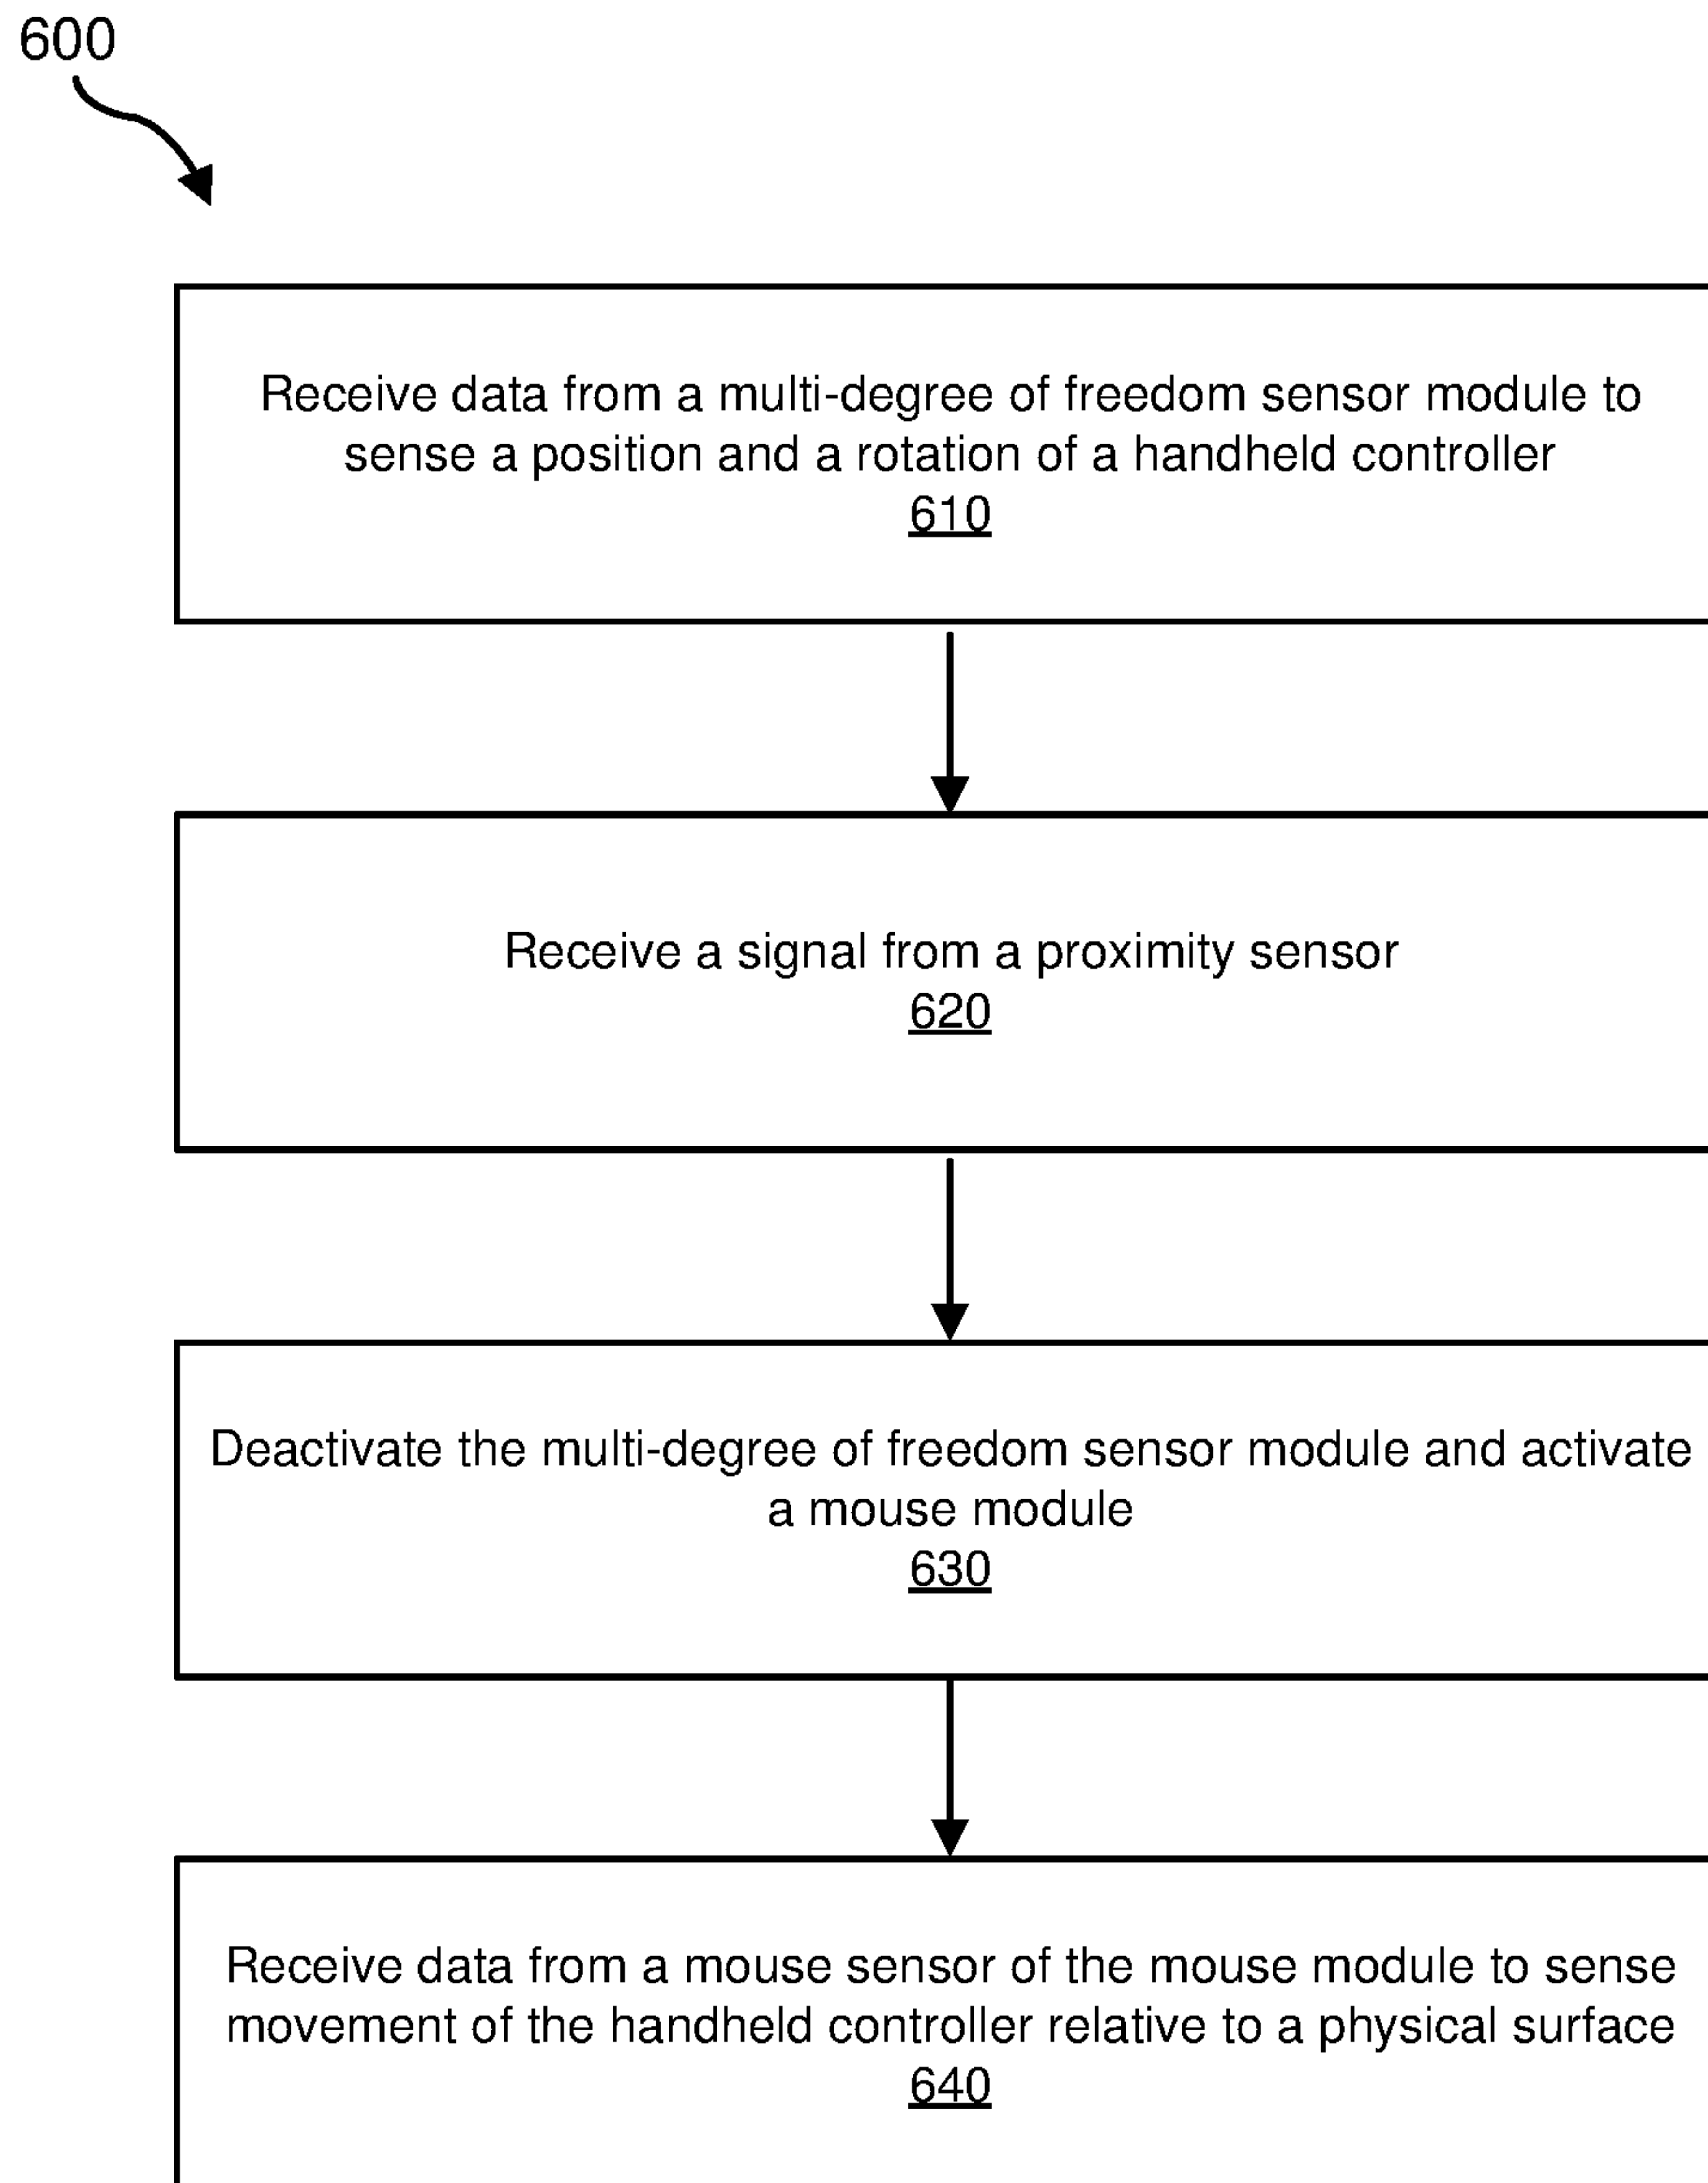 600
Receive data from a multi-degree of freedom sensor module to
sense a position and a rotation of a handheld controller
610
Receive a signal from a proximity sensor
620
Deactivate the multi-degree of freedom sensor module and activate
a mouse module
630
Receive data from a mouse sensor of the mouse module to sense
movement of the handheld controller relative to a physical surface
640